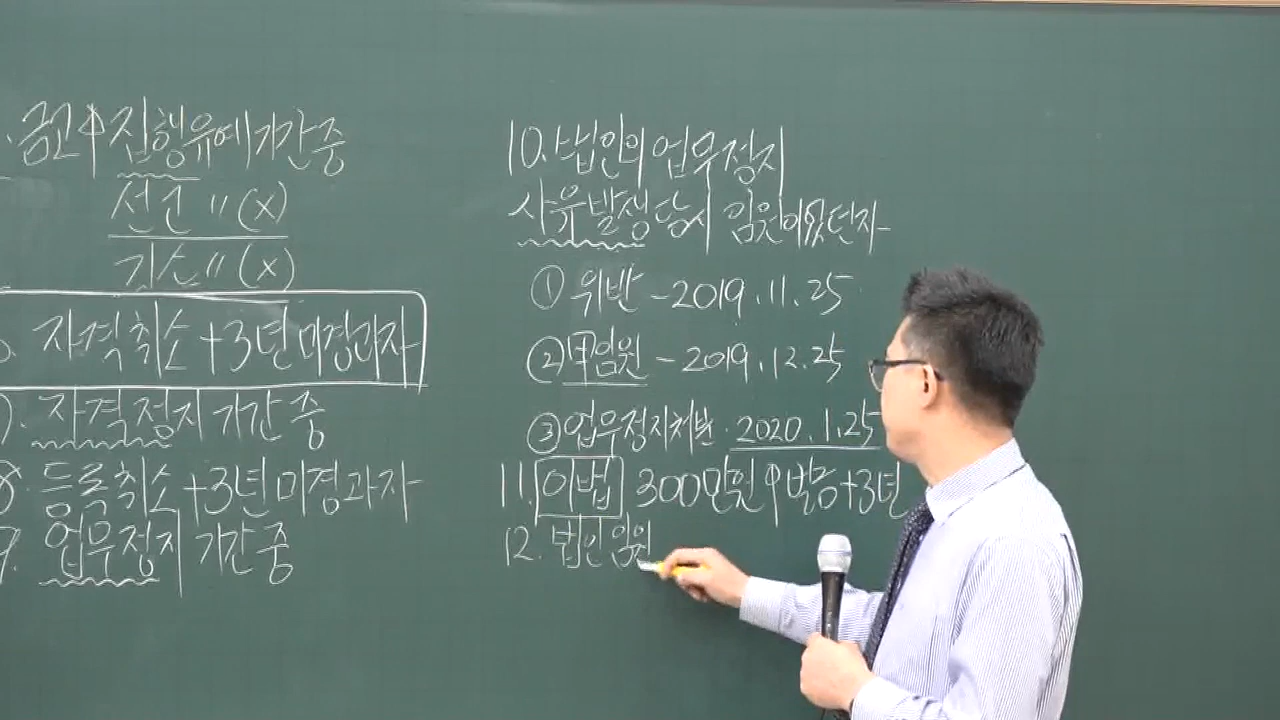 금고↑집행유예기간중
선고 〃 (x)
기소 〃 (x)
자격취소+3년미경과자
자격정지기간 중
8. 등록취소+3년미경과자
9. 업무정지 기간 중
10. 법인의 업무정지
사유발생당시 임원이었던자
① 위반 - 2019.11.25
② 임원 - 2019.12.25
③ 업무정지처분. 2020.1.25
11. 이법 300만원↑벌금+3년
12. 법인임원